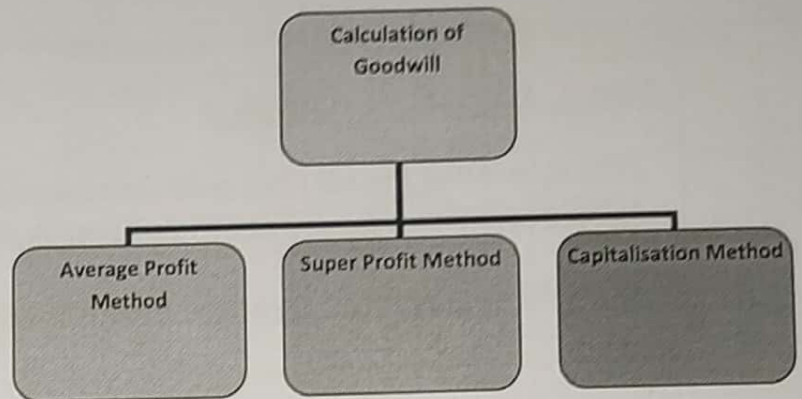 Calculation of
Goodwill
Average Profit
Method
Super Profit Method
Capitalisation Method